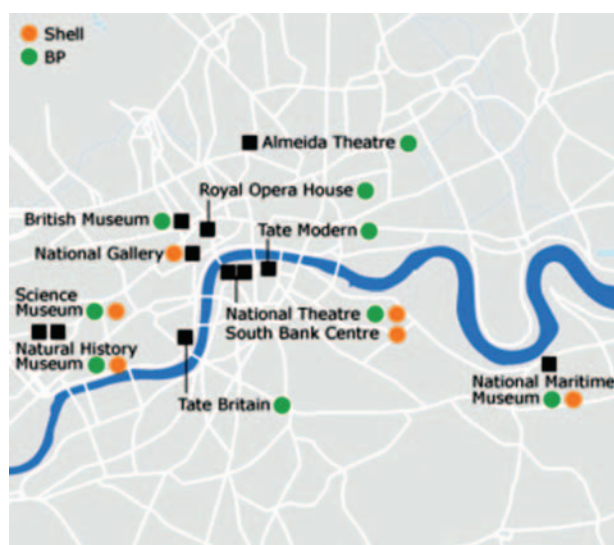 Shell
BP
Almeida Theatre
Royal Opera House
British Museum
Tate Modern
National Gallery
Science
Museum
National Theatre
South Bank Centre
Natural History
Museum
National Maritime
Museum
Tate Britain